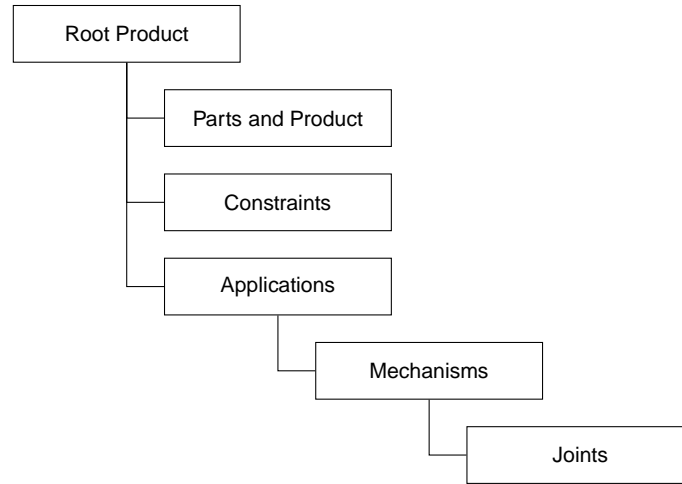 Root Product
Parts and Product
Constraints
Applications
Mechanisms
Joints